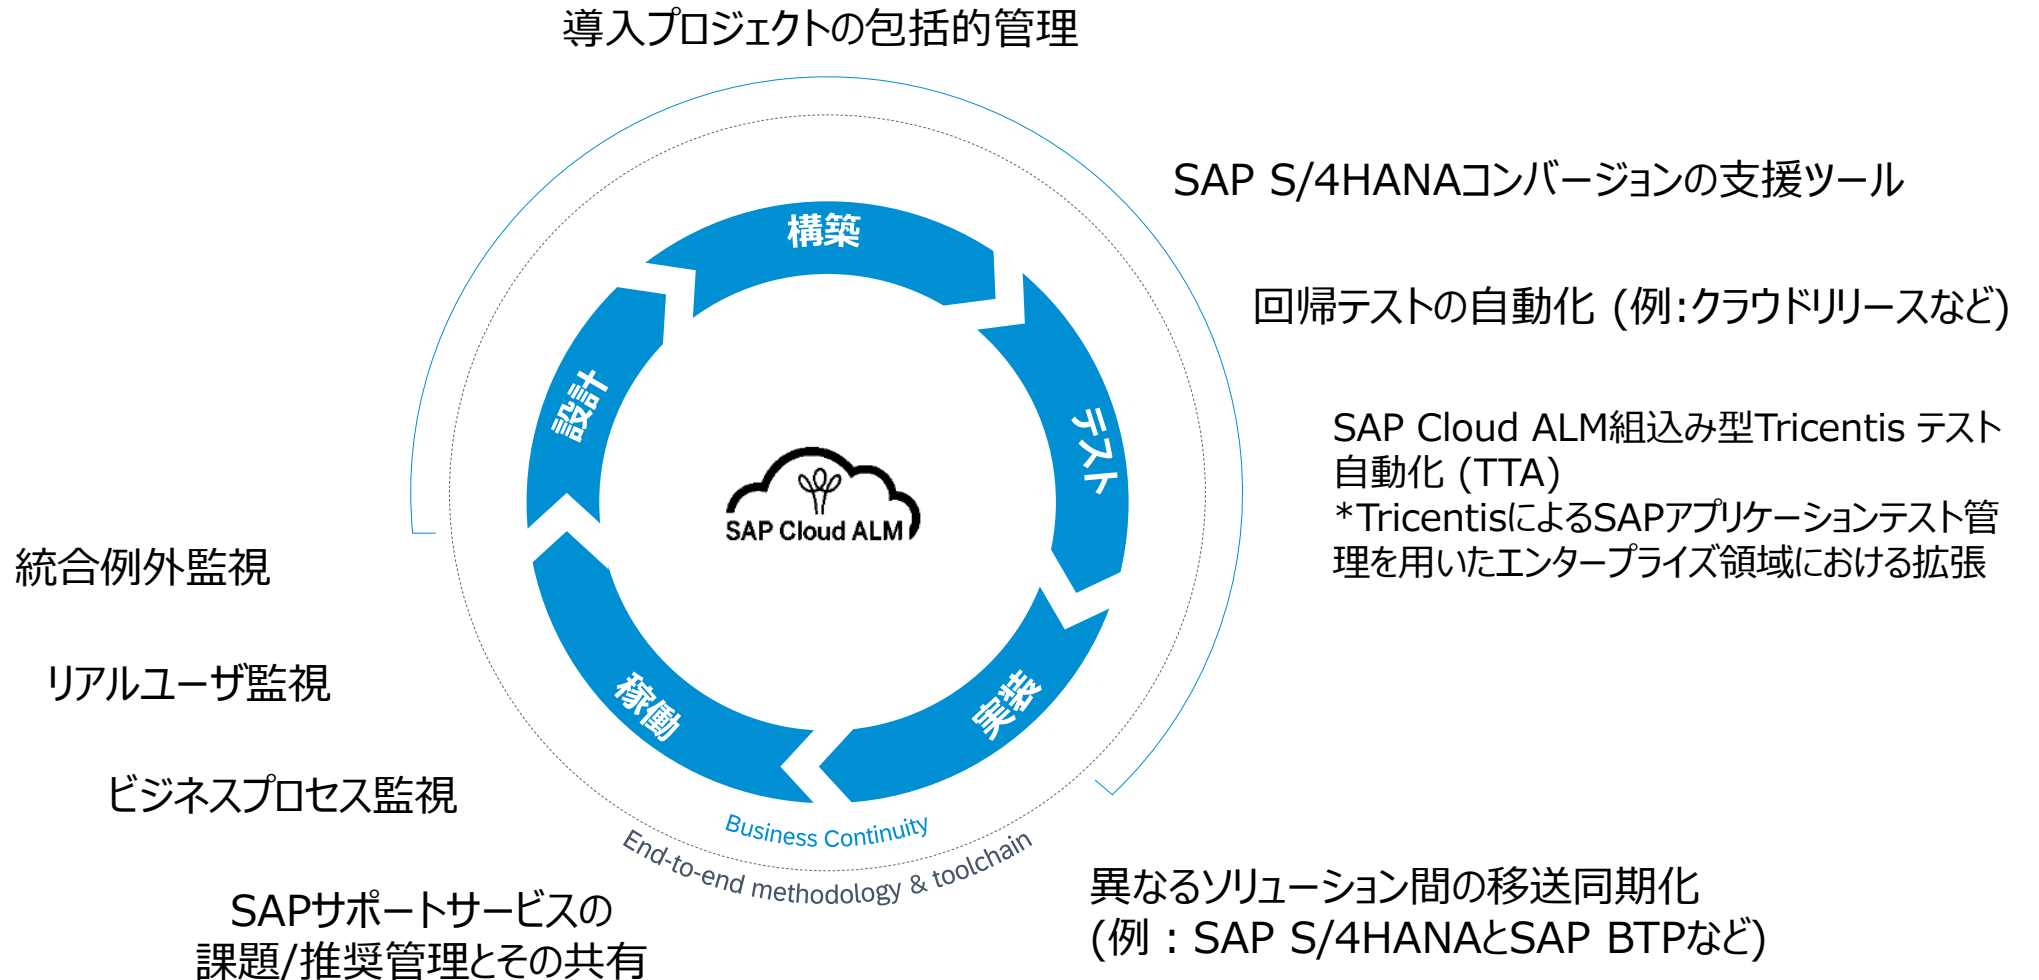 導入プロジェクトの包括的管理
SAP S/4HANAコンバージョンの支援ツール
構築
回帰テストの自動化 (例:クラウドリリースなど)
設計
テスト
SAP Cloud ALM組込み型Tricentis テスト
自動化 (TTA)
*TricentisによるSAPアプリケーションテスト管
理を用いたエンタープライズ領域における拡張
SAP Cloud ALM
統合例外監視
リアルユーザ監視
稼働
実装
ビジネスプロセス監視
Business Continuity
End-to-end methodology & toolchain
異なるソリューション間の移送同期化
(例：SAP S/4HANAとSAP BTPなど)
SAPサポートサービスの
課題/推奨管理とその共有